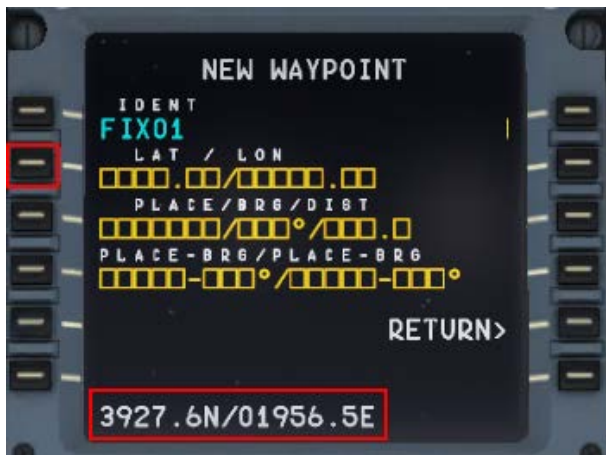 NEW WAYPOINT
IDENT
FIX01
LAT / LON
□□□□.□□/□□□□□.□□
PLACE/BRG/DIST
□□□□□□□/□□□°/□□□.□
PLACE-BRG/PLACE-BRG
□□□□□-□□□°/□□□□□-□□□°
RETURN>
3927.6N/01956.5E